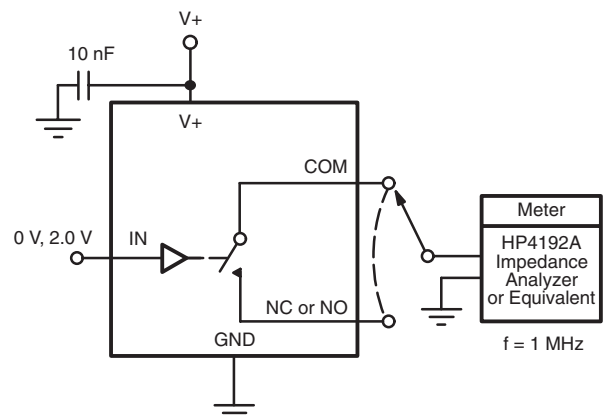 V+
10 nF
V+
COM
0 V, 2.0 V
IN
NC or NO
GND
Meter
HP4192A
Impedance
Analyzer
or Equivalent
f = 1 MHz